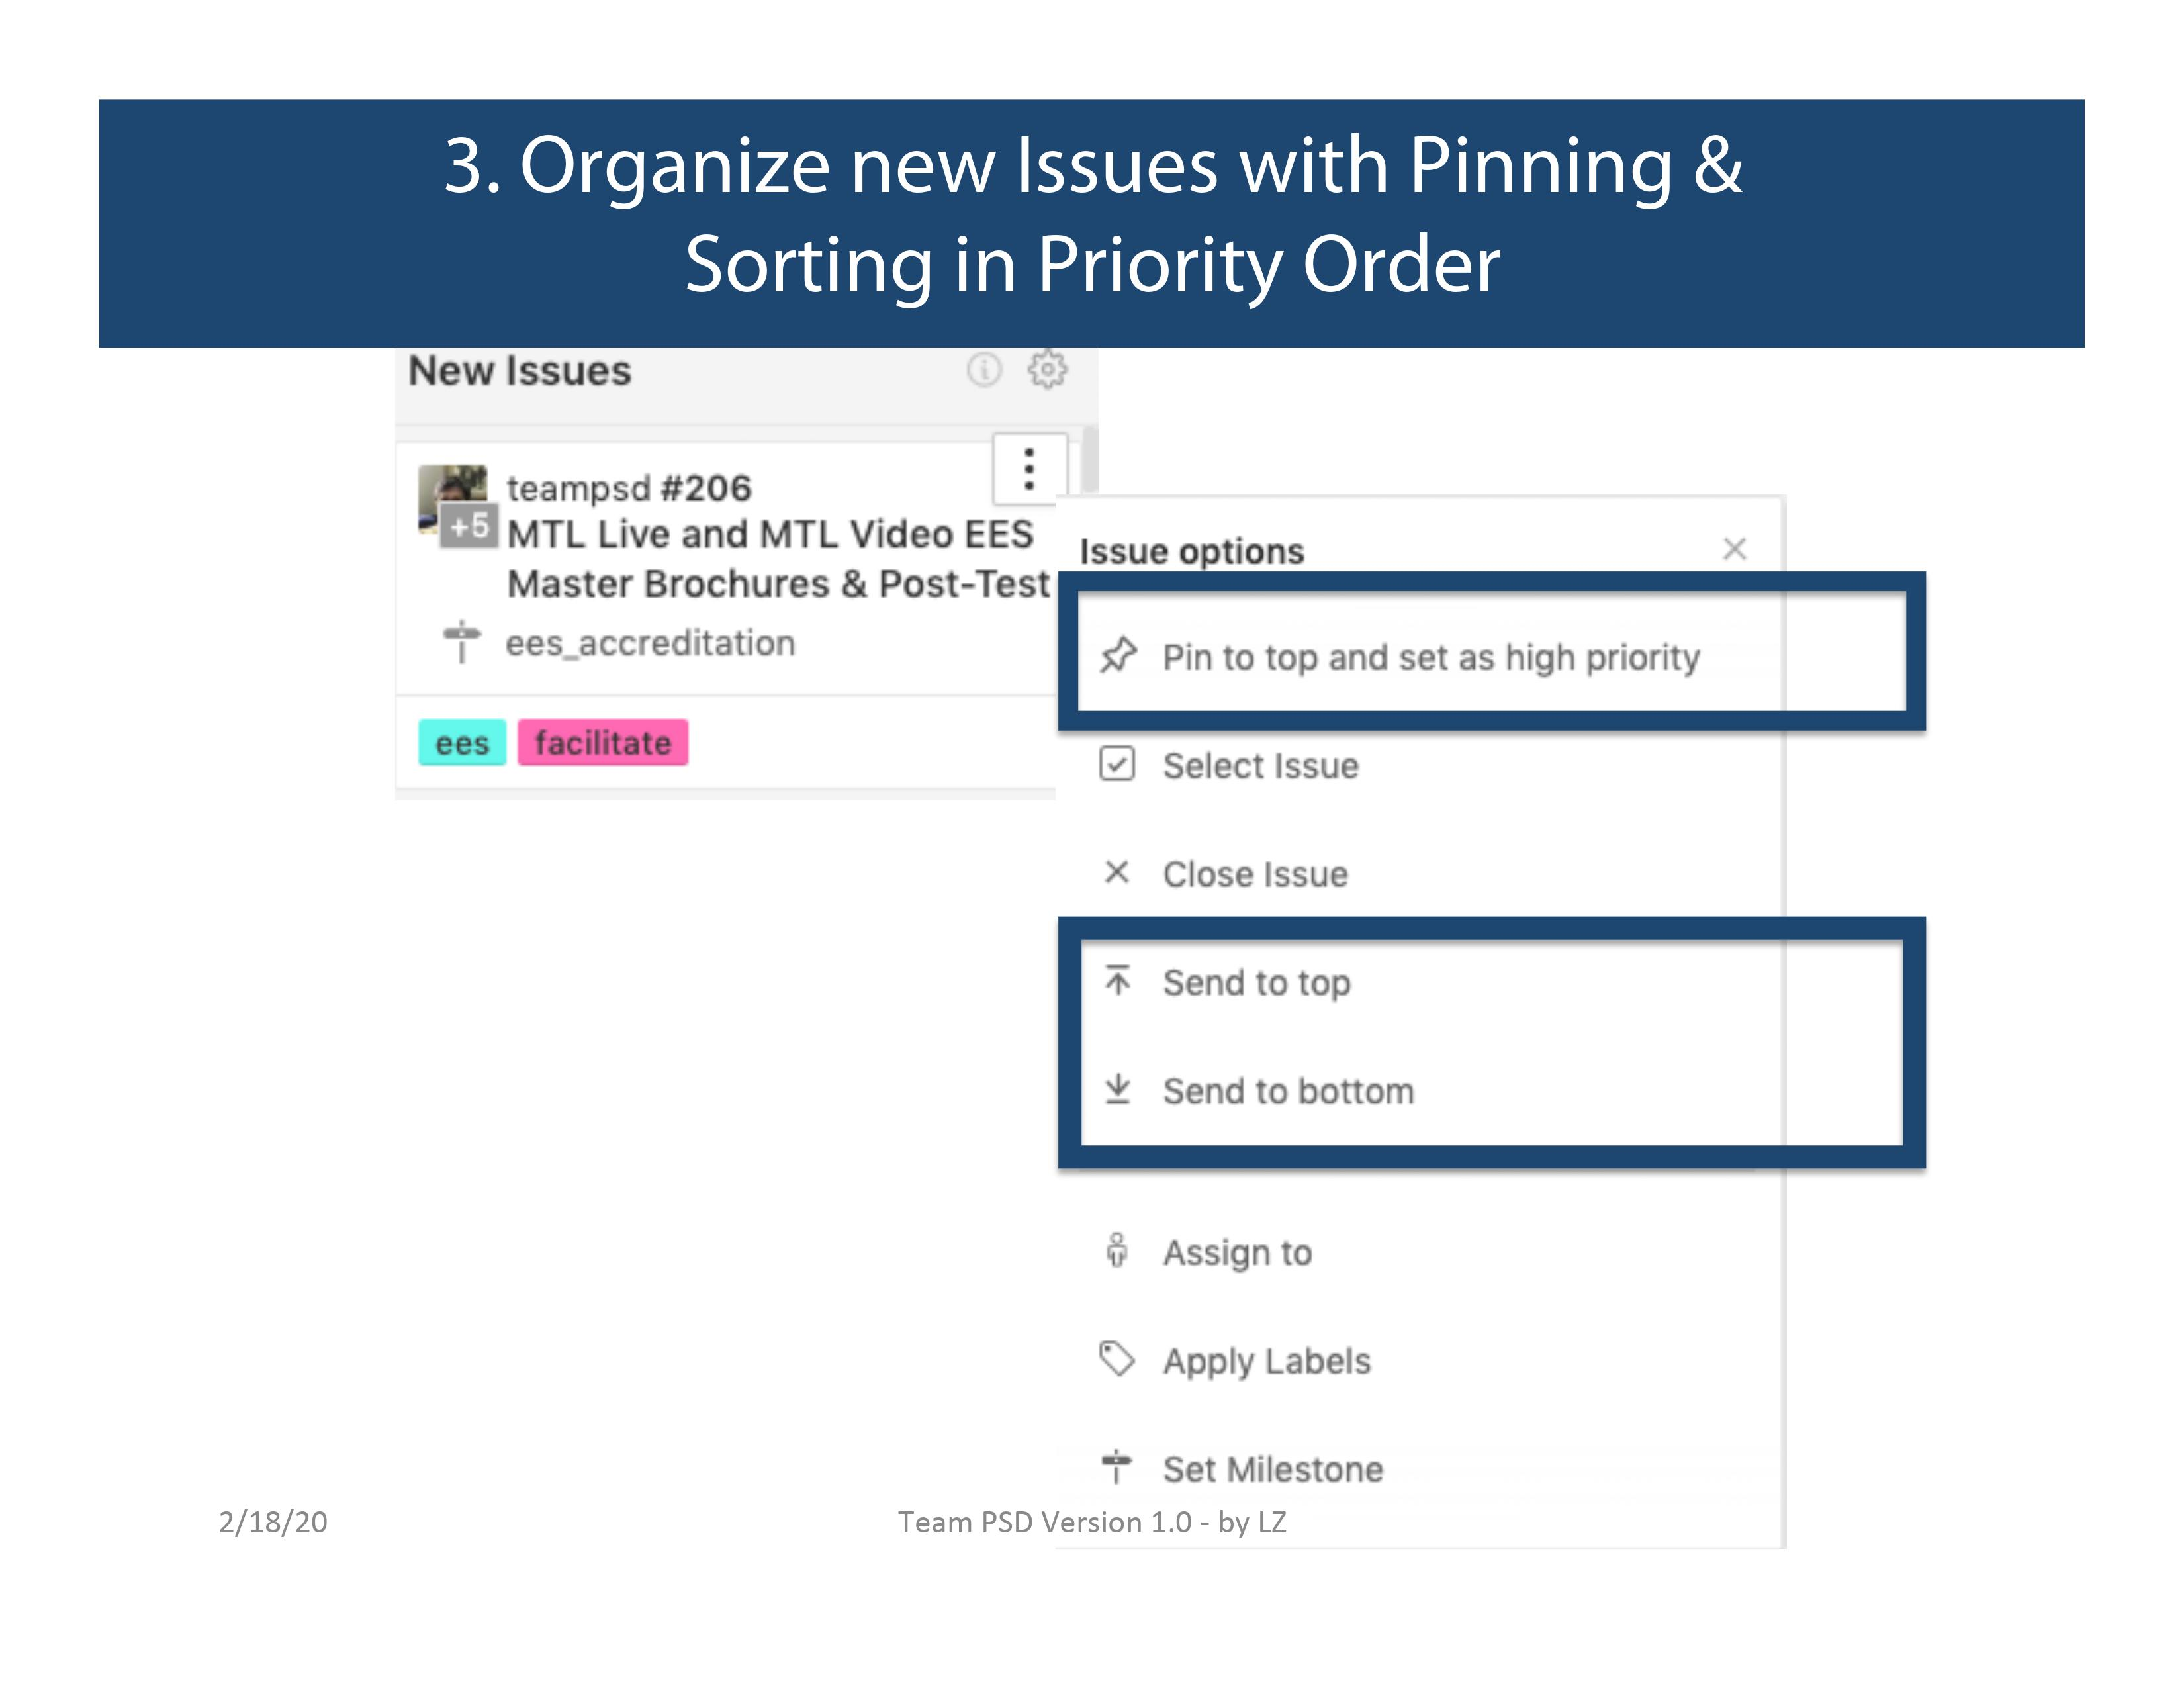 3. Organize new Issues with Pinning &
Sorting in Priority Order
New Issues
teampsd #206
+5
MTL Live and MTL Video EES
Master Brochures & Post-Test
ees_accreditation
ees facilitate
Issue options
Pin to top and set as high priority
Select Issue
Close Issue
Send to top
Send to bottom
Assign to
Apply Labels
Set Milestone
2/18/20
Team PSD Version 1.0 - by LZ